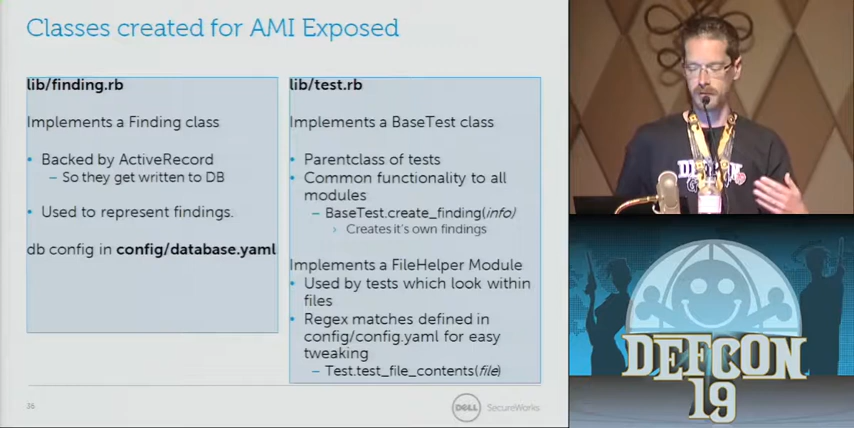 Classes created for AMI Exposed
lib/finding.rb
Implements a Finding class
• Backed by ActiveRecord
– So they get written to DB
• Used to represent findings.
db config in config/database.yaml
lib/test.rb
Implements a BaseTest class
• Parentclass of tests
• Common functionality to all
modules
– BaseTest.create_finding(info)
› Creates it's own findings
Implements a FileHelper Module
• Used by tests which look within
files
• Regex matches defined in
config/config.yaml for easy
tweaking
– Test.test_file_contents(file)
36
DELL SecureWorks
DEFCON
DEFCON
19